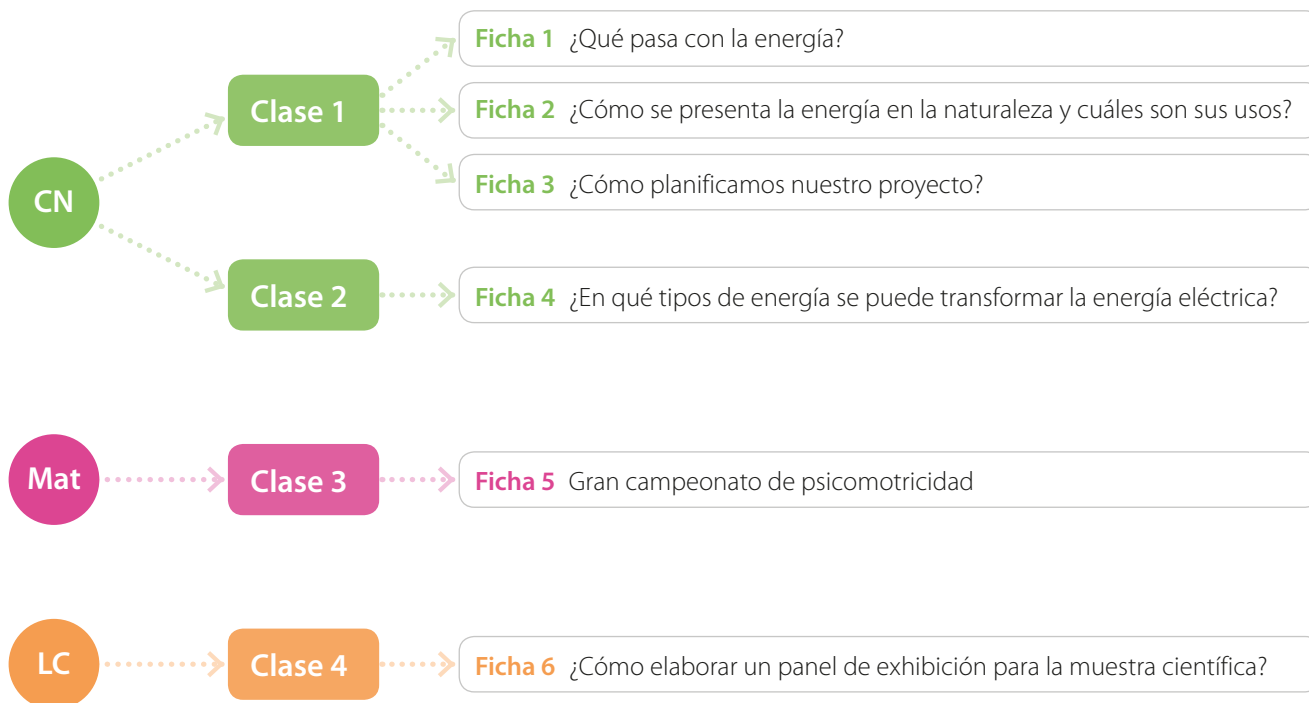 CN
Clase 1
Ficha 1 ¿Qué pasa con la energía?
Ficha 2 ¿Cómo se presenta la energía en la naturaleza y cuáles son sus usos?
Ficha 3 ¿Cómo planificamos nuestro proyecto?
Clase 2
Ficha 4 ¿En qué tipos de energía se puede transformar la energía eléctrica?
Mat
Clase 3
Ficha 5 Gran campeonato de psicomotricidad
LC
Clase 4
Ficha 6 ¿Cómo elaborar un panel de exhibición para la muestra científica?